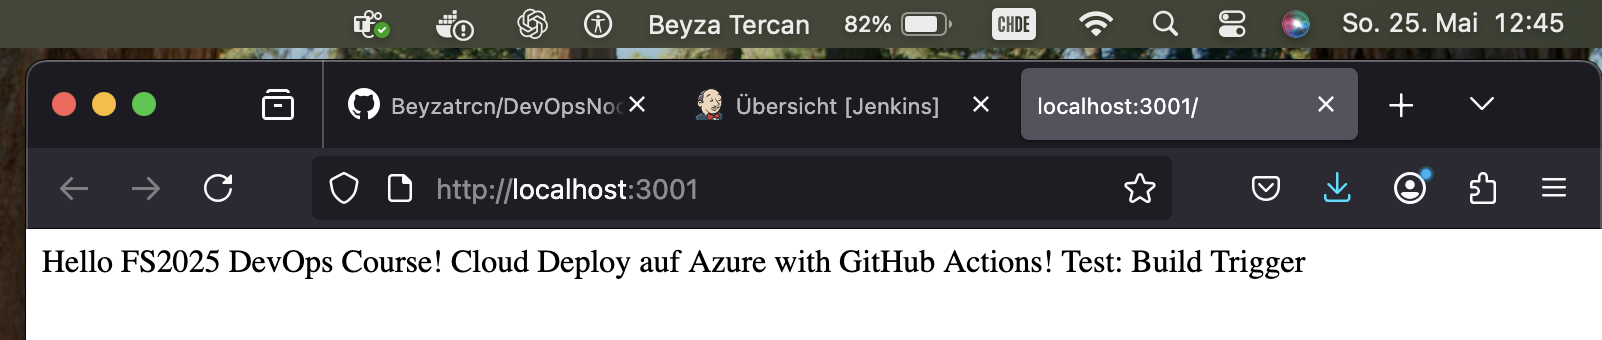 Beyza Tercan 82% CHDE So. 25. Mai 12:45
Beyzatrcn/DevOpsNo Übersicht [Jenkins] localhost:3001/
http://localhost:3001
Hello FS2025 DevOps Course! Cloud Deploy auf Azure with GitHub Actions! Test: Build Trigger